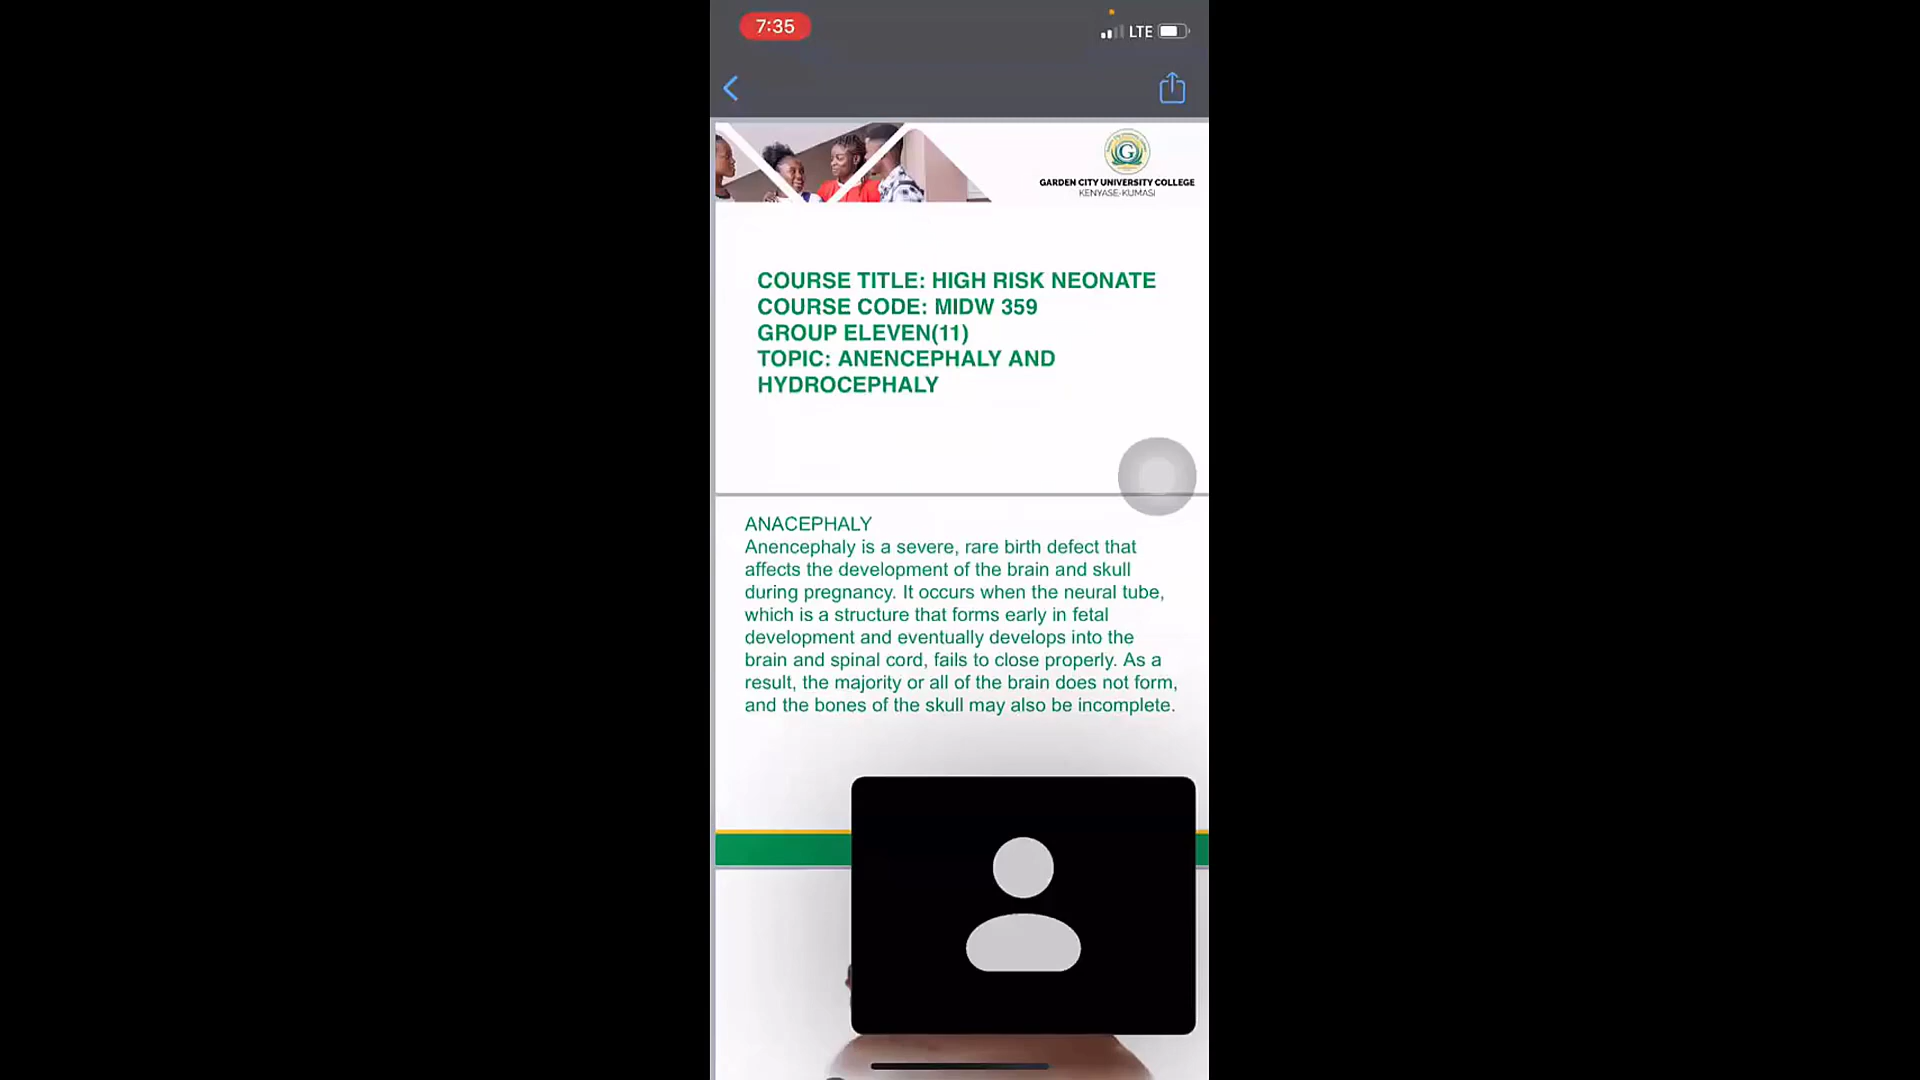 7:35
LTE
G
GARDEN CITY UNIVERSITY COLLEGE
KENYASE-KUMASI
COURSE TITLE: HIGH RISK NEONATE
COURSE CODE: MIDW 359
GROUP ELEVEN(11)
TOPIC: ANENCEPHALY AND
HYDROCEPHALY
ANACEPHALY
Anencephaly is a severe, rare birth defect that
affects the development of the brain and skull
during pregnancy. It occurs when the neural tube,
which is a structure that forms early in fetal
development and eventually develops into the
brain and spinal cord, fails to close properly. As a
result, the majority or all of the brain does not form,
and the bones of the skull may also be incomplete.